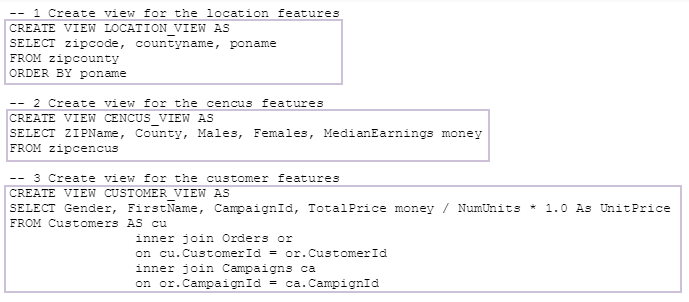 -- 1 Create view for the location features
CREATE VIEW LOCATION_VIEW AS
SELECT zipcode, countyname, poname
FROM zipcounty
ORDER BY poname
-- 2 Create view for the cencus features
CREATE VIEW CENCUS_VIEW AS
SELECT ZIPName, County, Males, Females, MedianEarnings money
FROM zipcencus
-- 3 Create view for the customer features
CREATE VIEW CUSTOMER_VIEW AS
SELECT Gender, FirstName, CampaignId, TotalPrice money / NumUnits * 1.0 As UnitPrice
FROM Customers AS cu
inner join Orders or
on cu.CustomerId = or.CustomerId
inner join Campaigns ca
on or.CampaignId = ca.CampignId